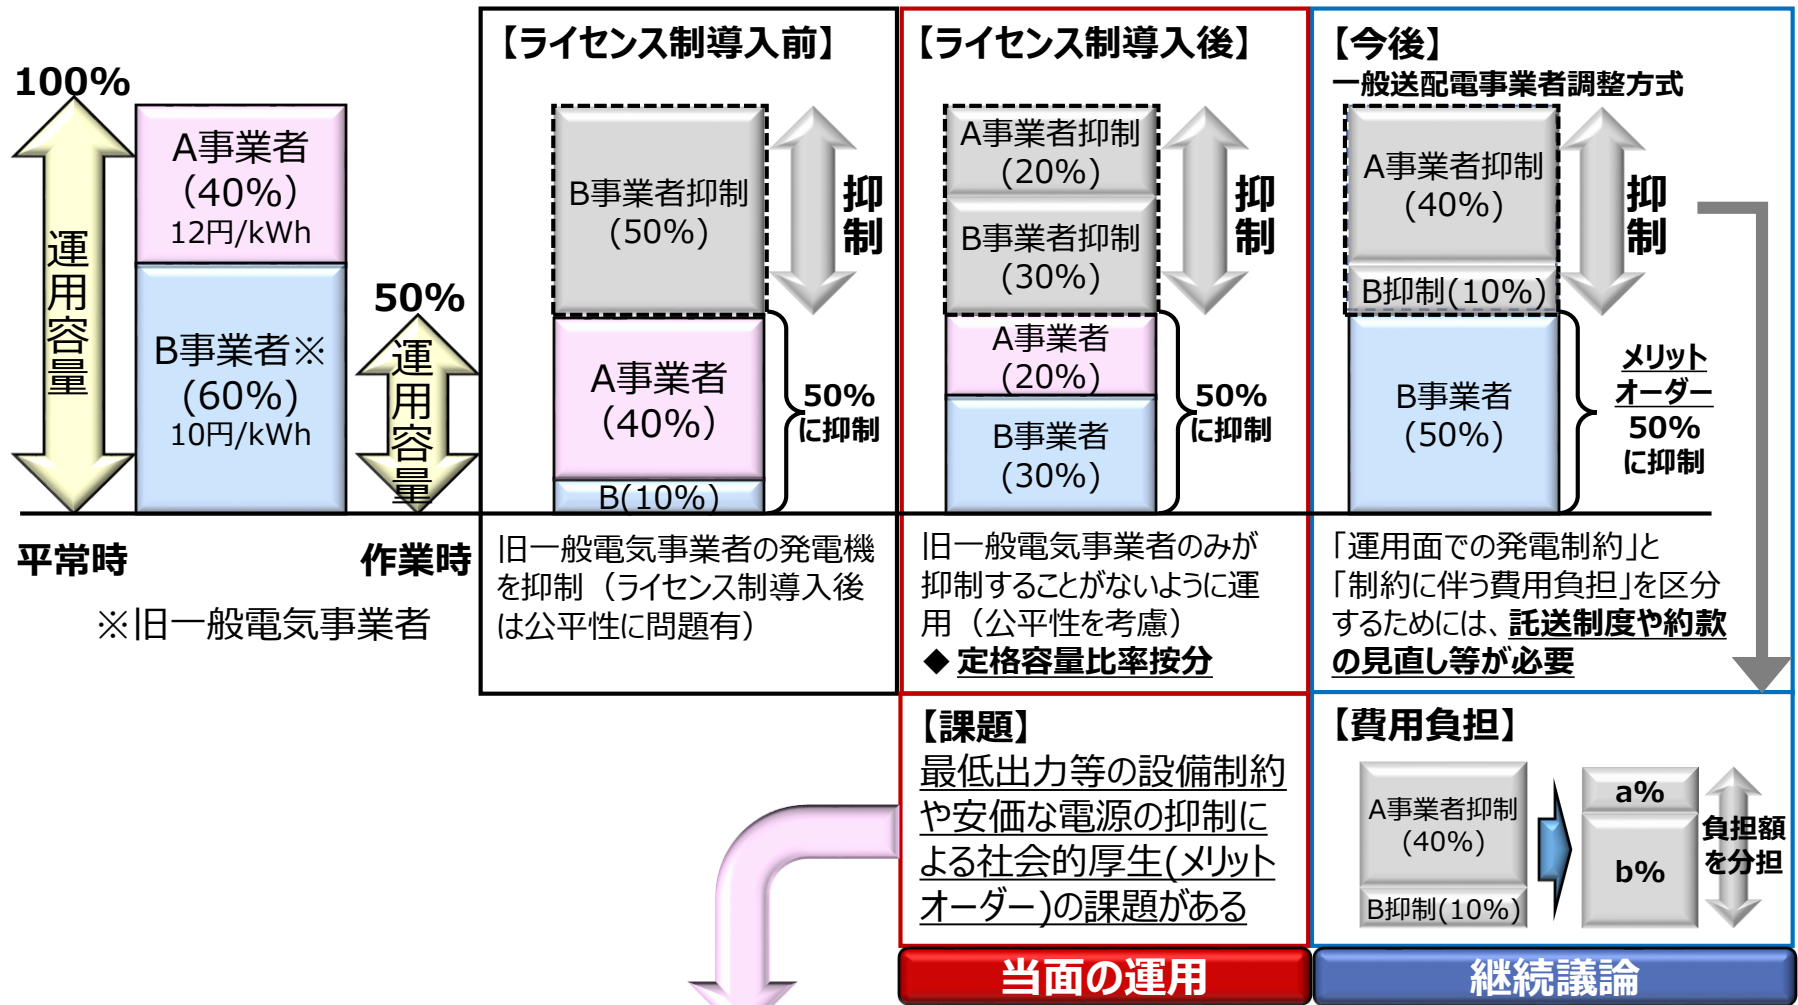 100%
運用容量
A事業者
(40%)
12円/kWh
B事業者※
(60%)
10円/kWh
50%
運用容量
平常時
作業時
※旧一般電気事業者
【ライセンス制導入前】
B事業者抑制
(50%)
抑制
A事業者
(40%)
B(10%)
50%
に抑制
旧一般電気事業者の発電機
を抑制（ライセンス制導入後
は公平性に問題有）
【ライセンス制導入後】
A事業者抑制
(20%)
B事業者抑制
(30%)
抑制
A事業者
(20%)
B事業者
(30%)
50%
に抑制
旧一般電気事業者のみが
抑制することがないように運
用（公平性を考慮）
◆ 定格容量比率按分
【課題】
最低出力等の設備制約
や安価な電源の抑制に
よる社会的厚生(メリット
オーダー)の課題がある
当面の運用
【今後】
一般送配電事業者調整方式
A事業者抑制
(40%)
B抑制(10%)
抑制
B事業者
(50%)
メリット
オーダー
50%
に抑制
「運用面での発電制約」と
「制約に伴う費用負担」を区分
するためには、託送制度や約款
の見直し等が必要
【費用負担】
A事業者抑制
(40%)
B抑制(10%)
a%
b%
負担額
を分担
継続議論